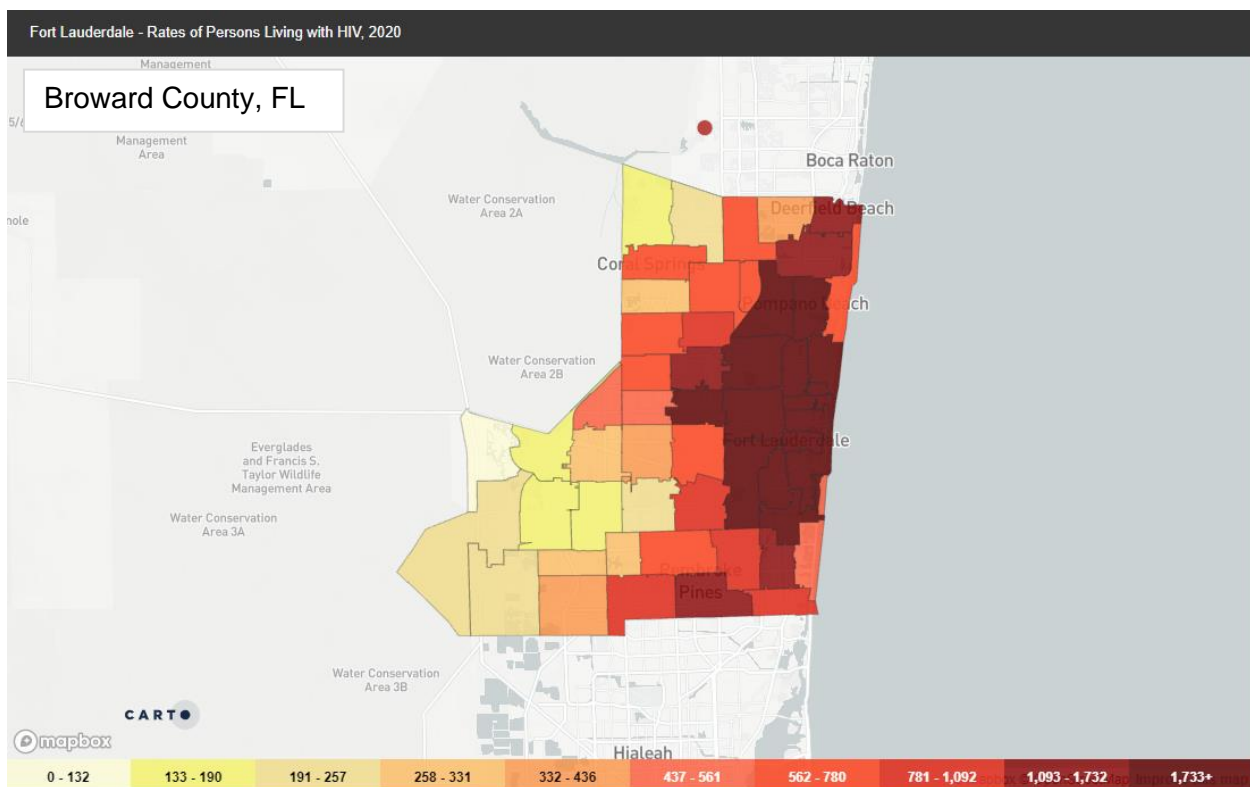 Fort Lauderdale - Rates of Persons Living with HIV, 2020
Management
Broward County, FL
5/6
Management
Area
Boca Raton
Water Conservation
Area 2A
Deerfield Beach
hole
Coral Springs
Pompano Beach
Water Conservation
Area 2B
Fort Lauderdale
Everglades
and Francis S.
Taylor Wildlife
Management Area
Water Conservation
Area 3A
Pembroke
Pines
Water Conservation
Area 3B
CARTO
mapbox
Hialeah
0 - 132
133 - 190
191 - 257
258 - 331
332 - 436
437 - 561
562 - 780
781 - 1,092
1,093 - 1,732
1,733+